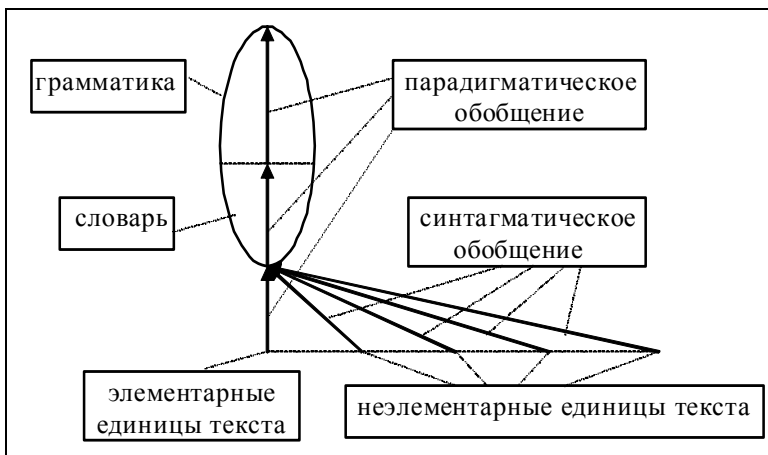 грамматика
парадигматическое
обобщение
словарь
синтагматическое
обобщение
элементарные
единицы текста
неэлементарные единицы текста